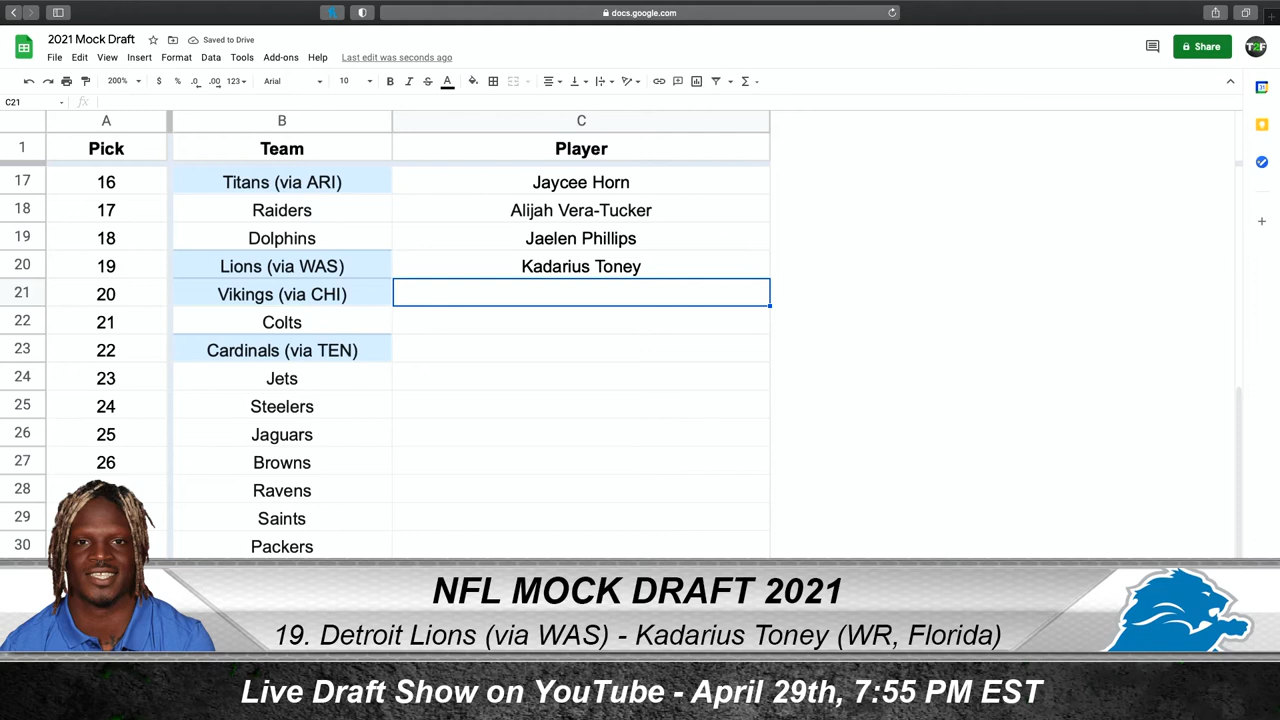 docs.google.com
2021 Mock Draft
Saved to Drive
File Edit View Insert Format Data Tools Add-ons Help Last edit was seconds ago
Share
T2F
200% $ % .0 .00 123 Arial 10 B I S A
C21 fx
A B C
1 Pick Team Player
17 16 Titans (via ARI) Jaycee Horn
18 17 Raiders Alijah Vera-Tucker
19 18 Dolphins Jaelen Phillips
20 19 Lions (via WAS) Kadarius Toney
21 20 Vikings (via CHI)
22 21 Colts
23 22 Cardinals (via TEN)
24 23 Jets
25 24 Steelers
26 25 Jaguars
27 26 Browns
28 Ravens
29 Saints
30 Packers
NFL MOCK DRAFT 2021
19. Detroit Lions (via WAS) - Kadarius Toney (WR, Florida)
Live Draft Show on YouTube - April 29th, 7:55 PM EST